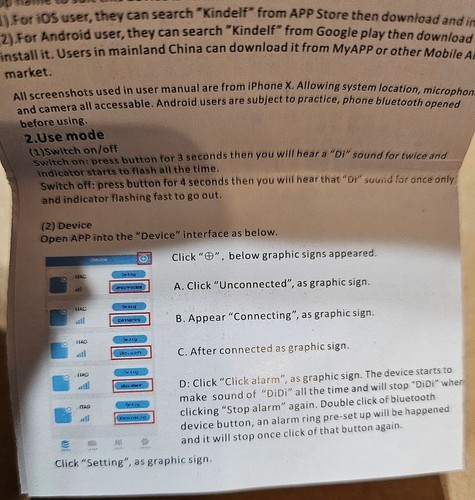 1).For iOS user, they can search "Kindelf" from APP Store then download and in
2).For Android user, they can search "Kindelf" from Google play then download
install it. Users in mainland China can download it from MyAPP or other Mobile A
market.
All screenshots used in user manual are from iPhone X. Allowing system location, microphon
and camera all accessable. Android users are subject to practice, phone bluetooth opened
before using.
2.Use mode
(1)Switch on/off
Switch on: press button for 3 seconds then you will hear a "Di" sound for twice and
indicator starts to flash all the time.
Switch off: press button for 4 seconds then you will hear that "Di" sound for once only
and indicator flashing fast to go out.
(2) Device
Open APP into the "Device" interface as below.
Click "⊕", below graphic signs appeared.
A. Click "Unconnected", as graphic sign.
B. Appear "Connecting", as graphic sign.
C. After connected as graphic sign.
D: Click "Click alarm", as graphic sign. The device starts to
make sound of "DiDi" all the time and will stop "DiDi" when
clicking "Stop alarm" again. Double click of bluetooth
device button, an alarm ring pre-set up will be happened
and it will stop once click of that button again.
Click "Setting", as graphic sign.